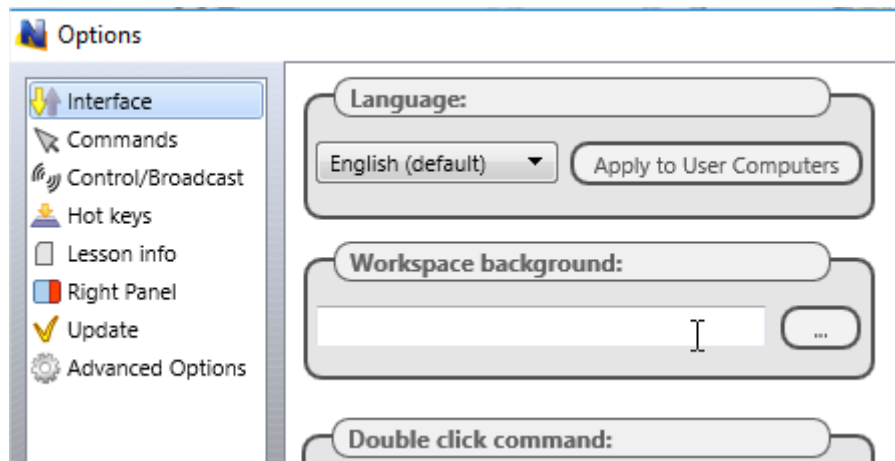 Options
Interface
Commands
Control/Broadcast
Hot keys
Lesson info
Right Panel
Update
Advanced Options
Language:
English (default)
Apply to User Computers
Workspace background:
...
Double click command: